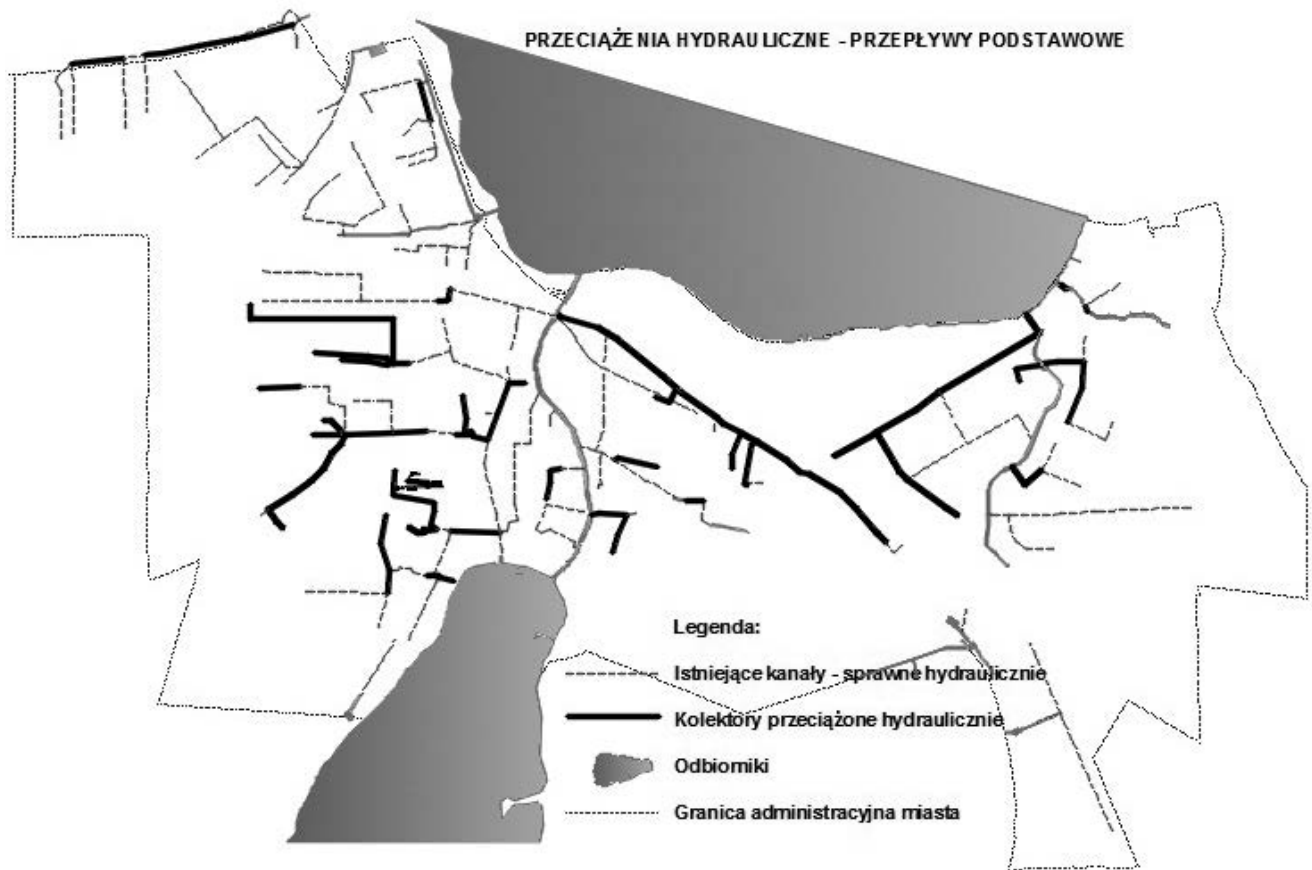 PRZECIĄŻENIA HYDRAULICZNE - PRZEPŁYWY PODSTAWOWE
Legenda:
Istniejące kanały - sprawne hydraulicznie
Kolektory przeciążone hydraulicznie
Odbiorniki
Granica administracyjna miasta